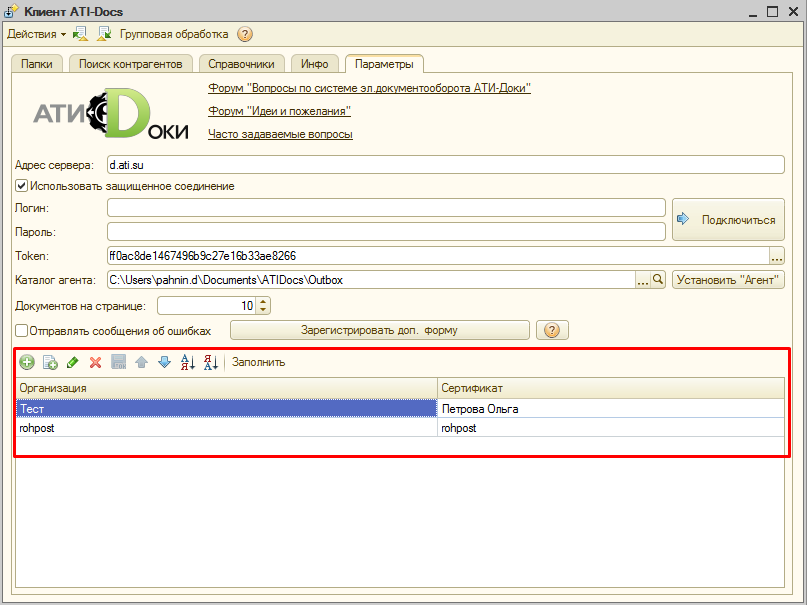 Клиент ATI-Docs
Действия Групповая обработка ?
Папки Поиск контрагентов Справочники Инфо Параметры
АТИ Dоки
Форум "Вопросы по системе эл.документооборота АТИ-Доки"
Форум "Идеи и пожелания"
Часто задаваемые вопросы
Адрес сервера: d.ati.su
Использовать защищенное соединение
Логин:
Подключиться
Пароль:
Token: ff0ac8de1467496b9c27e16b33ae8266 ...
Каталог агента: C:\Users\pahnin.d\Documents\ATIDocs\Outbox ... Установить "Агент"
Документов на странице: 10
Отправлять сообщения об ошибках Зарегистрировать доп. форму ?
А Я Я А Заполнить
Организация Сертификат
Тест Петрова Ольга
rohpost rohpost